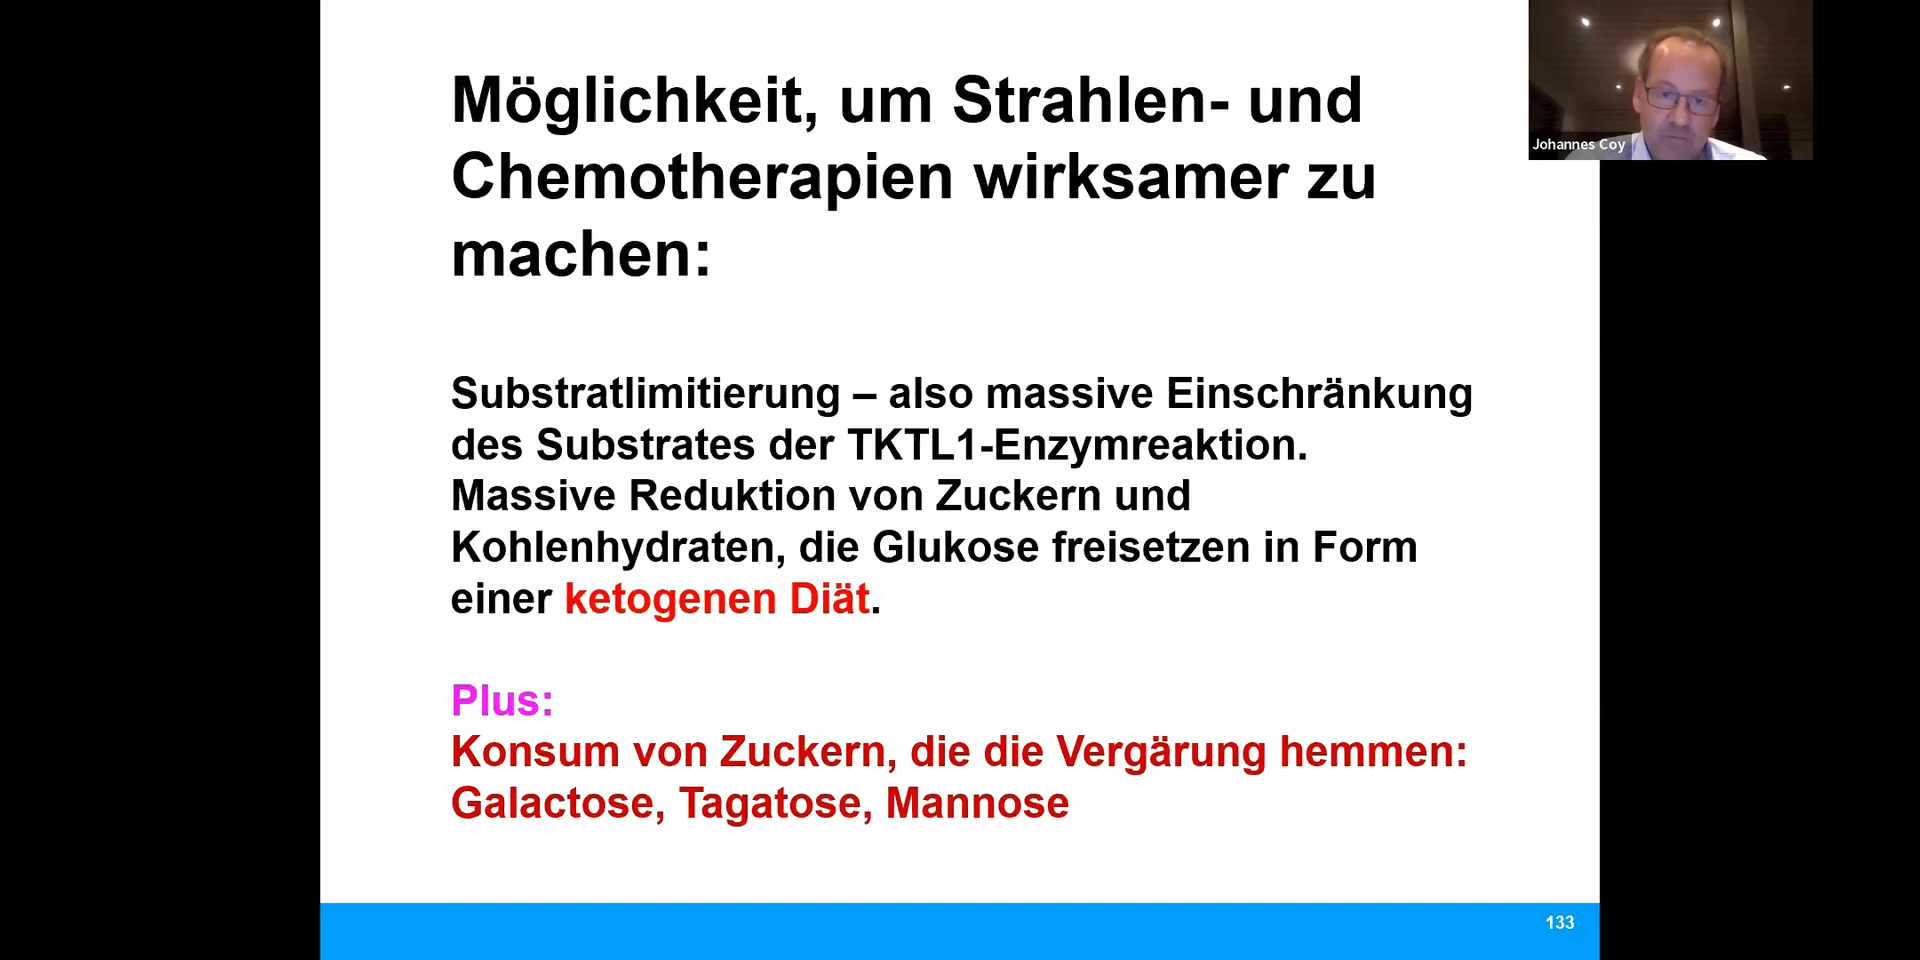 Möglichkeit, um Strahlen- und
Chemotherapien wirksamer zu
machen:
Johannes Coy
Substratlimitierung – also massive Einschränkung
des Substrates der TKTL1-Enzymreaktion.
Massive Reduktion von Zuckern und
Kohlenhydraten, die Glukose freisetzen in Form
einer ketogenen Diät.
Plus:
Konsum von Zuckern, die die Vergärung hemmen:
Galactose, Tagatose, Mannose
133